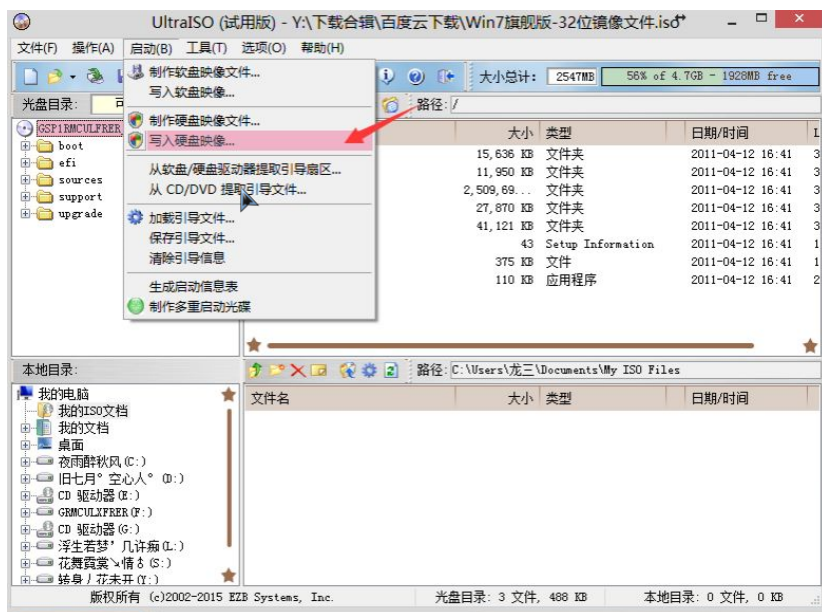 UltraISO (试用版) - Y:\下载合辑\百度云下载\Win7旗舰版-32位镜像文件.iso*
文件(F) 操作(A) 启动(B) 工具(T) 选项(O) 帮助(H)
大小总计: 2547MB 56% of 4.7GB - 1928MB free
光盘目录: 可
路径: /
制作软盘映像文件...
写入软盘映像...
制作硬盘映像文件...
写入硬盘映像...
从软盘/硬盘驱动器提取引导扇区...
从 CD/DVD 提取引导文件...
加载引导文件...
保存引导文件...
清除引导信息
生成启动信息表
制作多重启动光碟
GSP1RMCULFRER
boot
efi
sources
support
upgrade
大小 类型 日期/时间 L
15,636 KB 文件夹 2011-04-12 16:41 3
11,950 KB 文件夹 2011-04-12 16:41 3
2,509,69... 文件夹 2011-04-12 16:41 3
27,870 KB 文件夹 2011-04-12 16:41 3
41,121 KB 文件夹 2011-04-12 16:41 3
43 Setup Information 2011-04-12 16:41 1
375 KB 文件 2011-04-12 16:41 1
110 KB 应用程序 2011-04-12 16:41 2
本地目录:
路径: C:\Users\龙三\Documents\My ISO Files
我的电脑
我的ISO文档
我的文档
桌面
夜雨醉秋风(C:)
旧七月°空心人°(D:)
CD 驱动器(E:)
GRMCULXFRER(F:)
CD 驱动器(G:)
浮生若梦’几许痴(L:)
花舞霓裳↘情δ(S:)
转身丿花未开(Y:)
文件名 大小 类型 日期/时间
版权所有 (c)2002-2015 EZB Systems, Inc.
光盘目录: 3 文件, 488 KB
本地目录: 0 文件, 0 KB